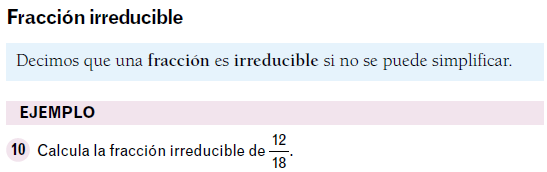 Fracción irreducible
Decimos que una fracción es irreducible si no se puede simplificar.
EJEMPLO
10 Calcula la fracción irreducible de 12/18.